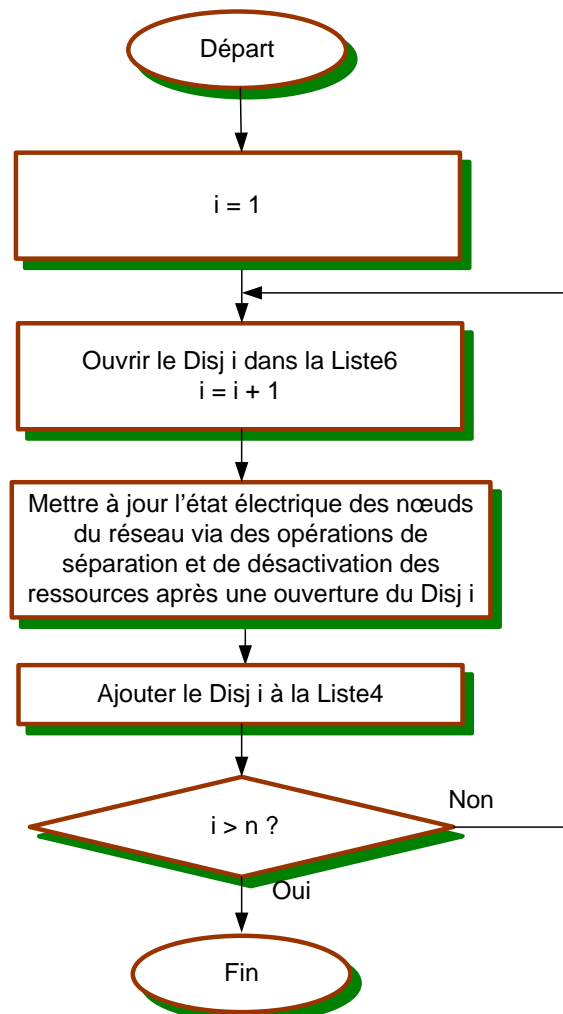 Départ
i = 1
Ouvrir le Disj i dans la Liste6
i = i + 1
Mettre à jour l’état électrique des nœuds
du réseau via des opérations de
séparation et de désactivation des
ressources après une ouverture du Disj i
Ajouter le Disj i à la Liste4
i > n ?
Non
Oui
Fin